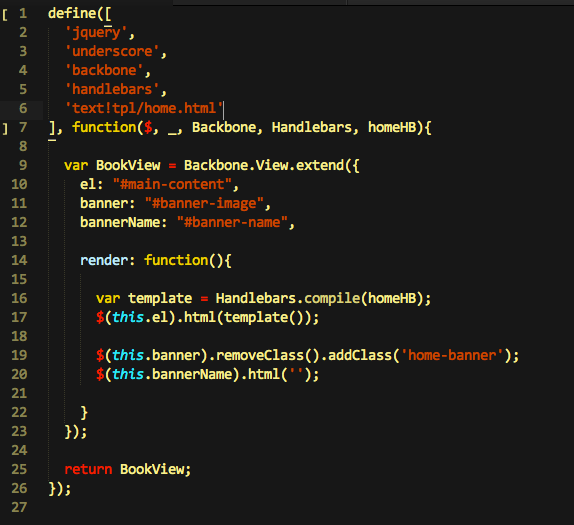 [ 1 define([
2 'jquery',
3 'underscore',
4 'backbone',
5 'handlebars',
6 'text!tpl/home.html'
] 7 ], function($, _, Backbone, Handlebars, homeHB){
8
9 var BookView = Backbone.View.extend({
10 el: "#main-content",
11 banner: "#banner-image",
12 bannerName: "#banner-name",
13
14 render: function(){
15
16 var template = Handlebars.compile(homeHB);
17 $(this.el).html(template());
18
19 $(this.banner).removeClass().addClass('home-banner');
20 $(this.bannerName).html('');
21
22 }
23 });
24
25 return BookView;
26 });
27